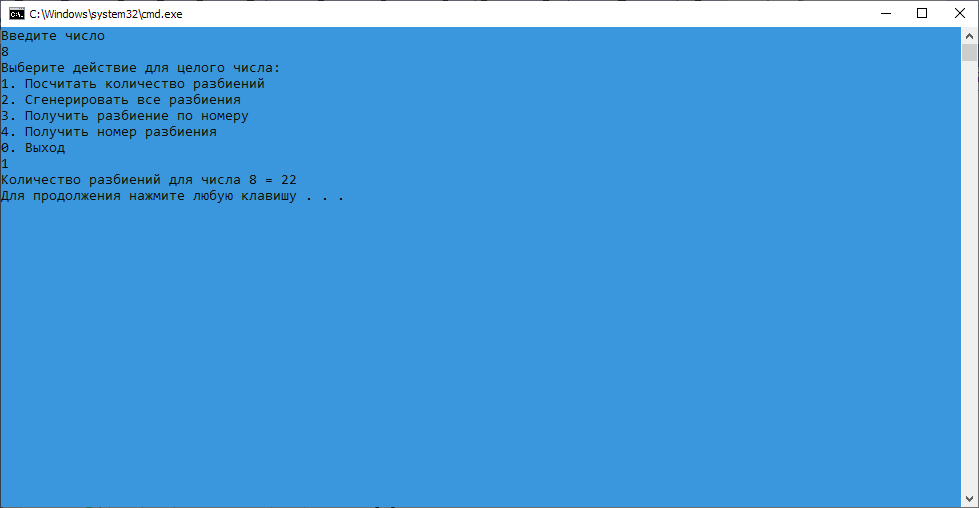 C:\Windows\system32\cmd.exe
Введите число
8
Выберите действие для целого числа:
1. Посчитать количество разбиений
2. Сгенерировать все разбиения
3. Получить разбиение по номеру
4. Получить номер разбиения
0. Выход
1
Количество разбиений для числа 8 = 22
Для продолжения нажмите любую клавишу . . .